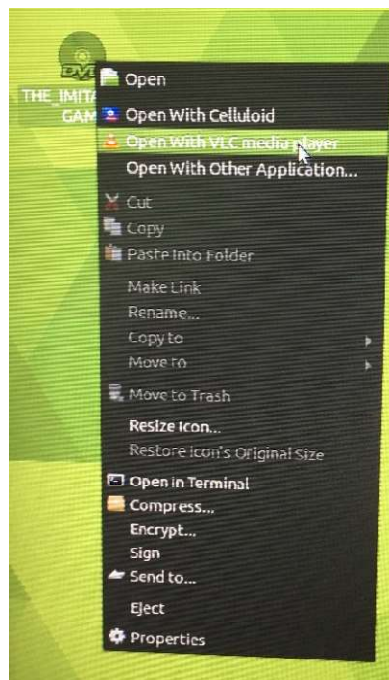 DVD
THE_IMITA
GAM
Open
Open With Celluloid
Open With VLC media player
Open With Other Application...
Cut
Copy
Paste Into Folder
Make Link
Rename...
Copy to
Move to
Move to Trash
Resize Icon...
Restore Icon's Original Size
Open in Terminal
Compress...
Encrypt...
Sign
Send to...
Eject
Properties